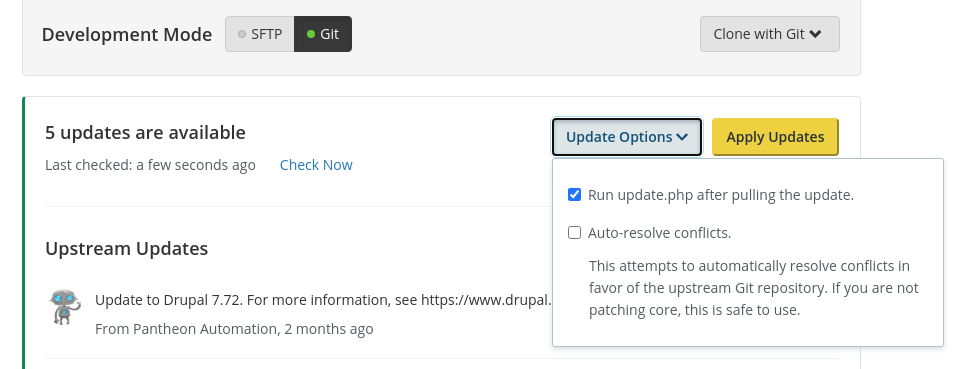 Development Mode
SFTP
Git
Clone with Git
5 updates are available
Update Options
Apply Updates
Last checked: a few seconds ago
Check Now
Run update.php after pulling the update.
Auto-resolve conflicts.
This attempts to automatically resolve conflicts in
favor of the upstream Git repository. If you are not
patching core, this is safe to use.
Upstream Updates
Update to Drupal 7.72. For more information, see https://www.drupal.
From Pantheon Automation, 2 months ago